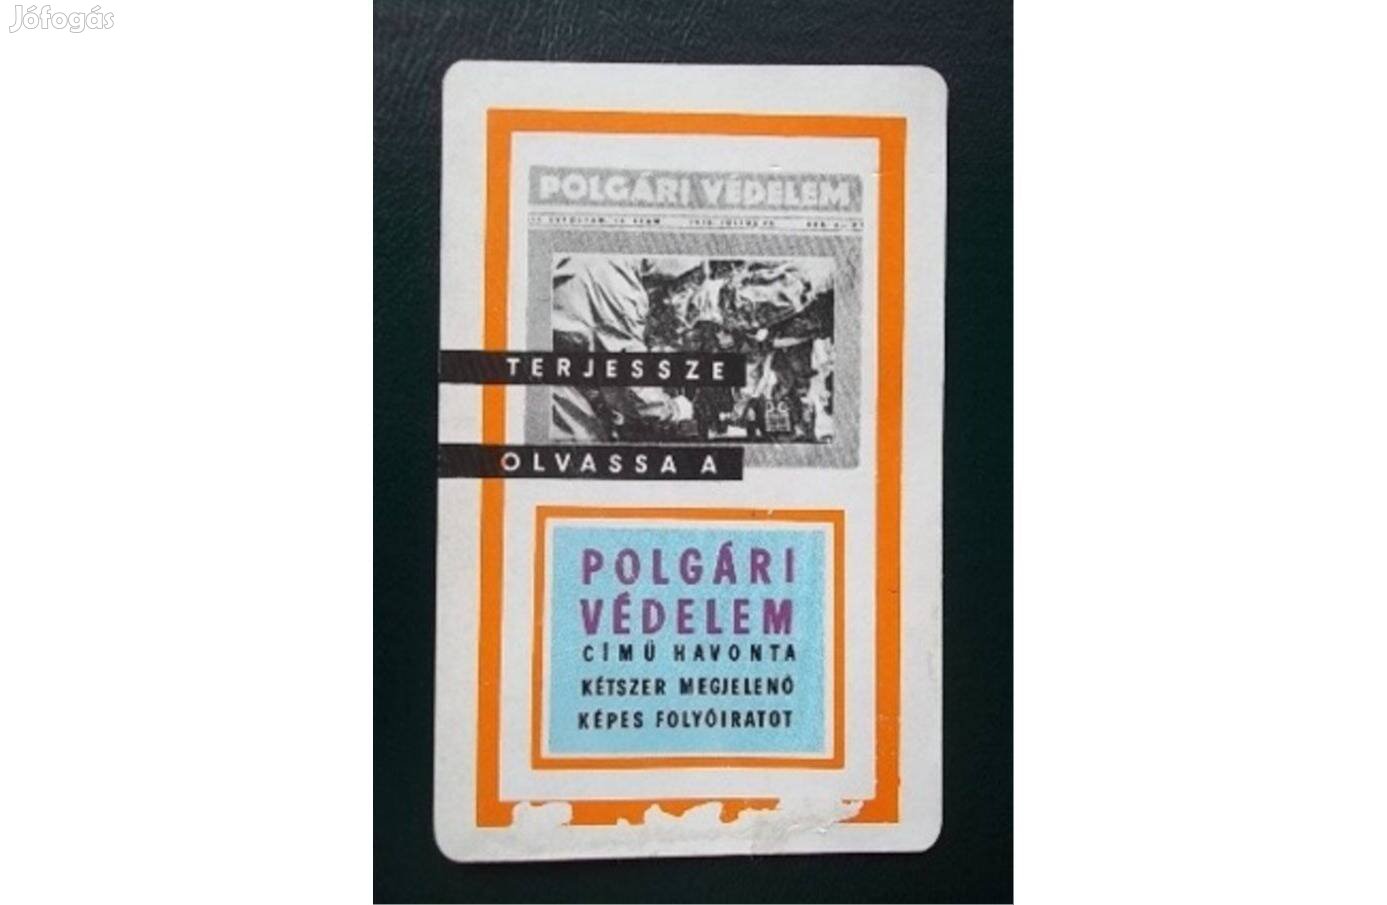 Jófogás
POLGÁRI VÉDELEM
TERJESSZE
OLVASSA A
POLGÁRI
VÉDELEM
CÍMŰ HAVONTA
KÉTSZER MEGJELENŐ
KÉPES FOLYÓIRATOT